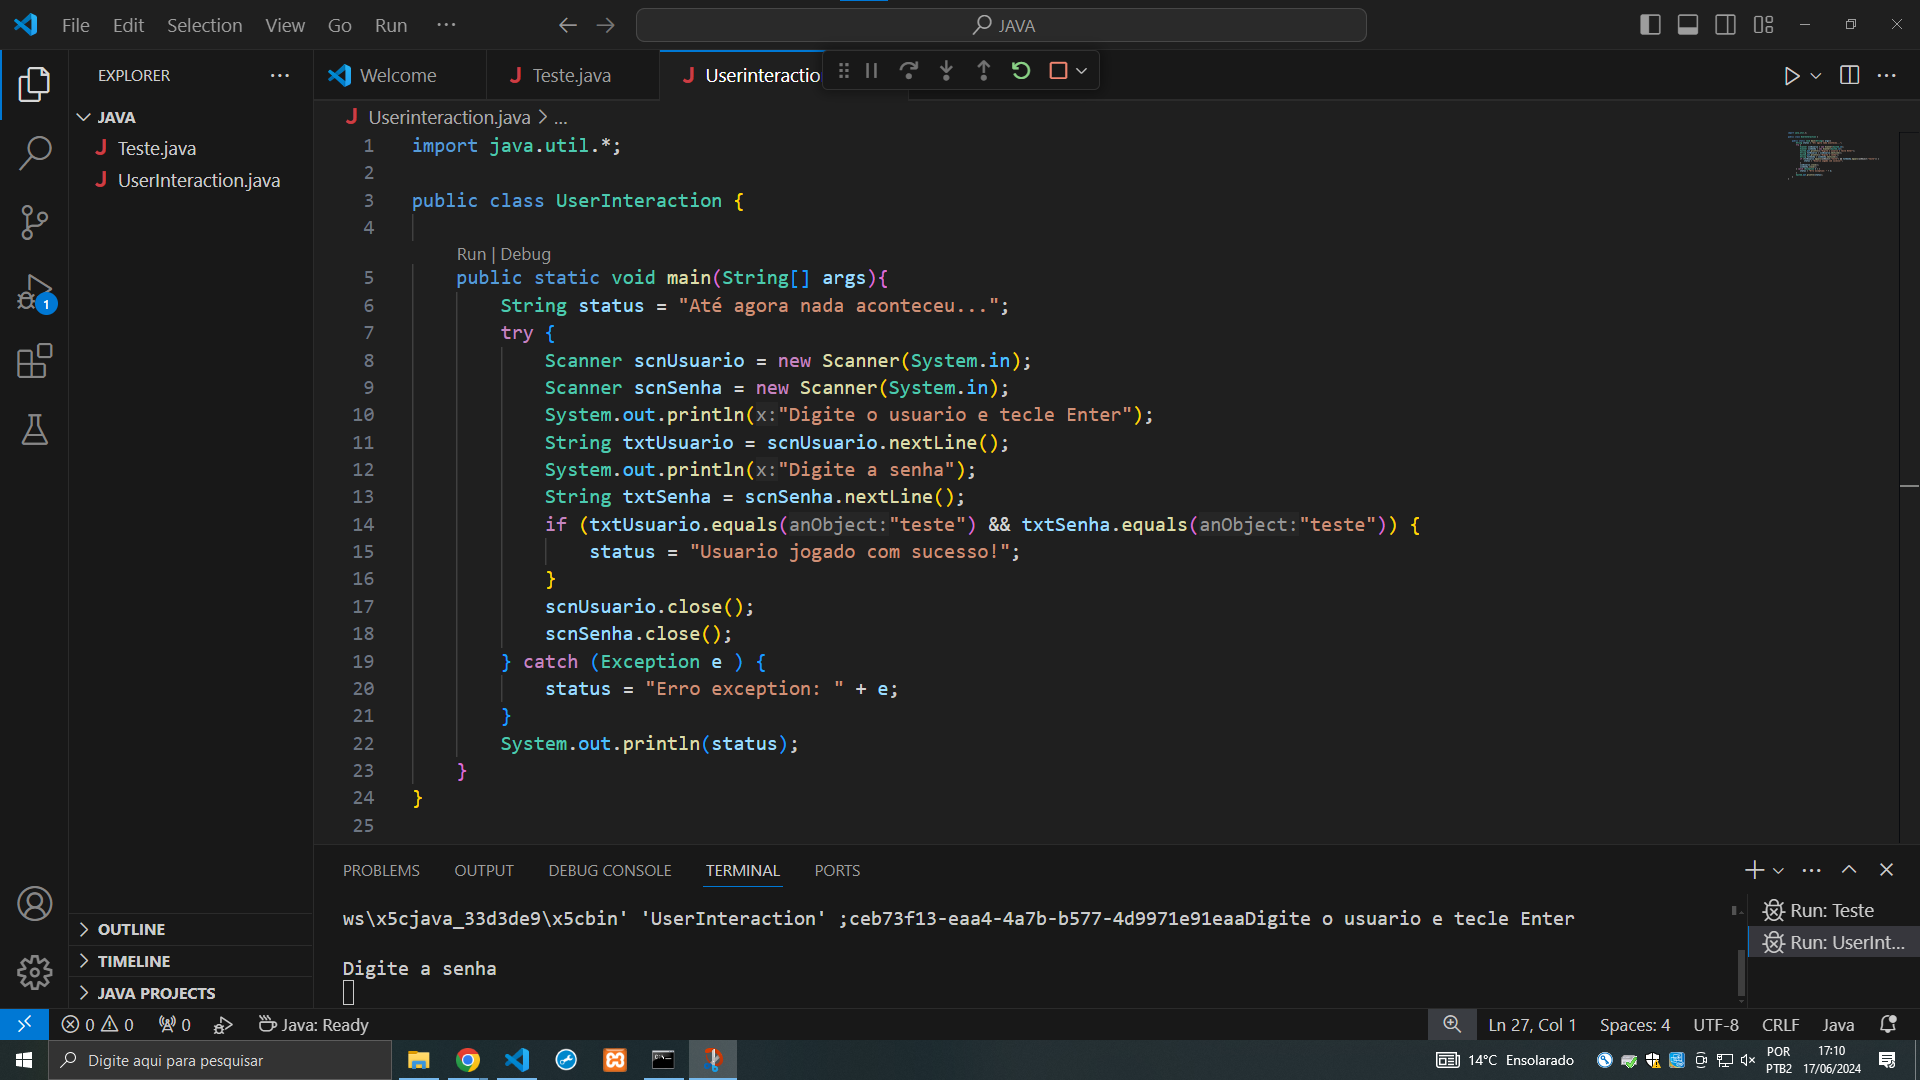 File Edit Selection View Go Run ...
JAVA
EXPLORER
JAVA
Teste.java
UserInteraction.java
OUTLINE
TIMELINE
JAVA PROJECTS
Welcome
Teste.java
Userinteractio
Userinteraction.java > ...
1 import java.util.*;
2
3 public class UserInteraction {
4
Run | Debug
5 public static void main(String[] args){
6 String status = "Até agora nada aconteceu...";
7 try {
8 Scanner scnUsuario = new Scanner(System.in);
9 Scanner scnSenha = new Scanner(System.in);
10 System.out.println(x:"Digite o usuario e tecle Enter");
11 String txtUsuario = scnUsuario.nextLine();
12 System.out.println(x:"Digite a senha");
13 String txtSenha = scnSenha.nextLine();
14 if (txtUsuario.equals(anObject:"teste") && txtSenha.equals(anObject:"teste")) {
15 status = "Usuario jogado com sucesso!";
16 }
17 scnUsuario.close();
18 scnSenha.close();
19 } catch (Exception e ) {
20 status = "Erro exception: " + e;
21 }
22 System.out.println(status);
23 }
24 }
25
PROBLEMS OUTPUT DEBUG CONSOLE TERMINAL PORTS
ws\x5cjava_33d3de9\x5cbin' 'UserInteraction' ;ceb73f13-eaa4-4a7b-b577-4d9971e91eaaDigite o usuario e tecle Enter
Digite a senha
Run: Teste
Run: UserInt...
1
0 0 0 Java: Ready
Ln 27, Col 1 Spaces: 4 UTF-8 CRLF Java
Digite aqui para pesquisar
14°C Ensolarado
POR
PTB2
17:10
17/06/2024